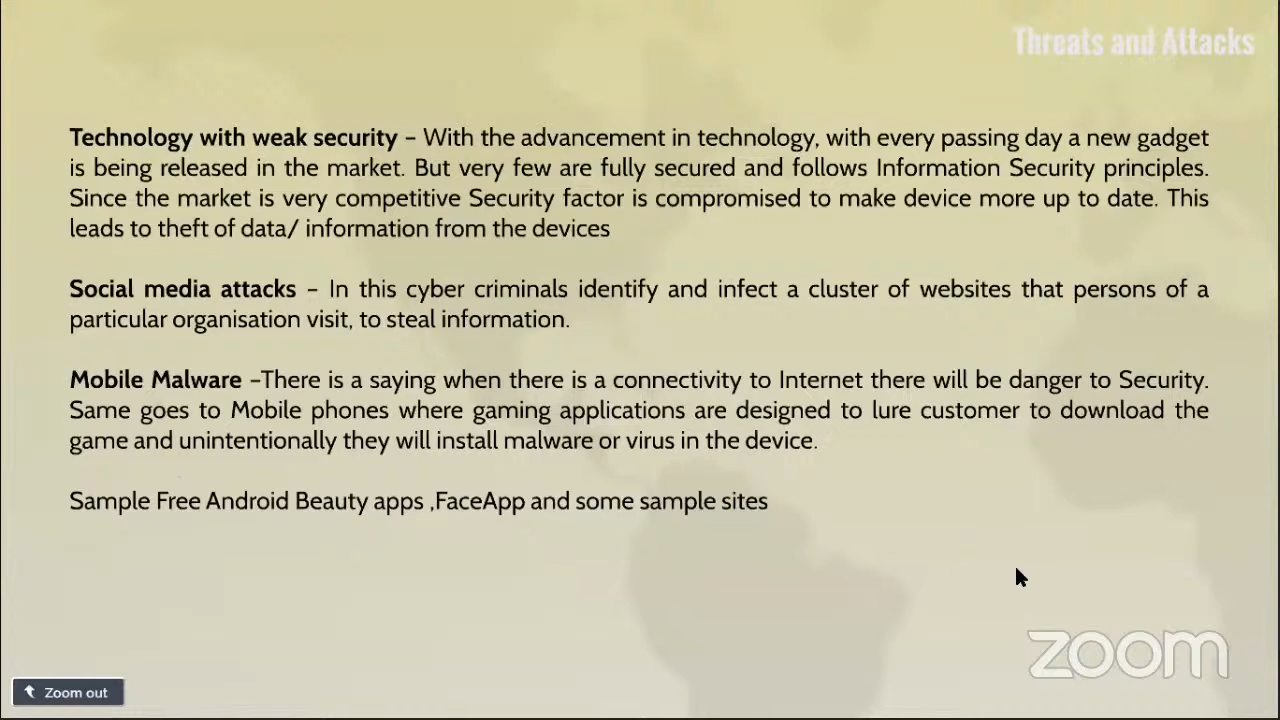 Threats and Attacks
Technology with weak security – With the advancement in technology, with every passing day a new gadget
is being released in the market. But very few are fully secured and follows Information Security principles.
Since the market is very competitive Security factor is compromised to make device more up to date. This
leads to theft of data/ information from the devices
Social media attacks – In this cyber criminals identify and infect a cluster of websites that persons of a
particular organisation visit, to steal information.
Mobile Malware –There is a saying when there is a connectivity to Internet there will be danger to Security.
Same goes to Mobile phones where gaming applications are designed to lure customer to download the
game and unintentionally they will install malware or virus in the device.
Sample Free Android Beauty apps ,FaceApp and some sample sites
zoom
Zoom out